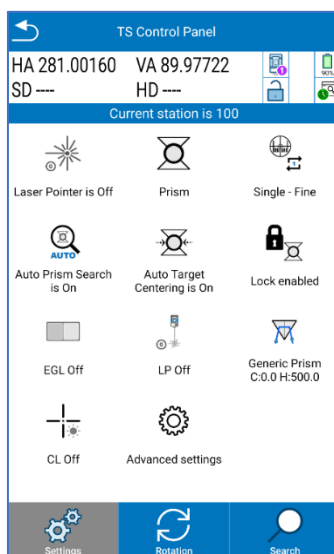 TS Control Panel
HA 281.00160 VA 89.97722
90%
SD ---- HD ----
Current station is 100
Laser Pointer is Off
Prism
Single - Fine
AUTO
Auto Prism Search
is On
Auto Target
Centering is On
Lock enabled
EGL Off
LP Off
Generic Prism
C:0.0 H:500.0
CL Off
Advanced settings
Settings
Rotation
Search